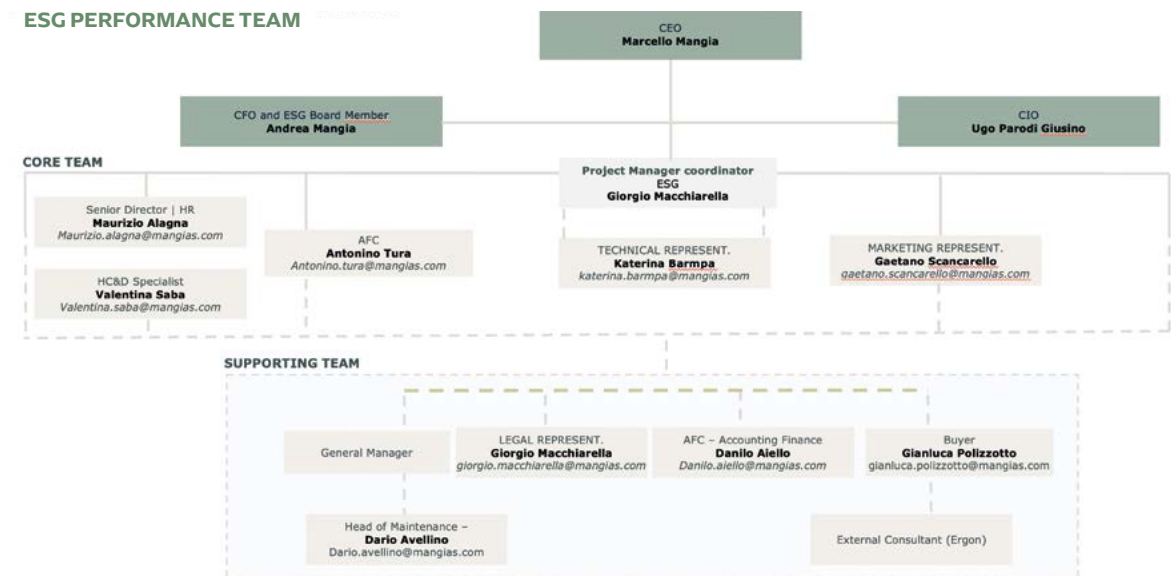 ESG PERFORMANCE TEAM
CEO
Marcello Mangia
CFO and ESG Board Member
Andrea Mangia
CIO
Ugo Parodi Giusino
CORE TEAM
Project Manager coordinator
ESG
Giorgio Macchiarella
Senior Director | HR
Maurizio Alagna
Maurizio.alagna@mangias.com
AFC
Antonino Tura
Antonino.tura@mangias.com
TECHNICAL REPRESENT.
Katerina Barmpa
katerina.barmpa@mangias.com
MARKETING REPRESENT.
Gaetano Scancarello
gaetano.scancarello@mangias.com
HC&D Specialist
Valentina Saba
Valentina.saba@mangias.com
SUPPORTING TEAM
General Manager
LEGAL REPRESENT.
Giorgio Macchiarella
giorgio.macchiarella@mangias.com
AFC – Accounting Finance
Danilo Aiello
Danilo.aiello@mangias.com
Buyer
Gianluca Polizzotto
gianluca.polizzotto@mangias.com
Head of Maintenance –
Dario Avellino
Dario.avellino@mangias.com
External Consultant (Ergon)